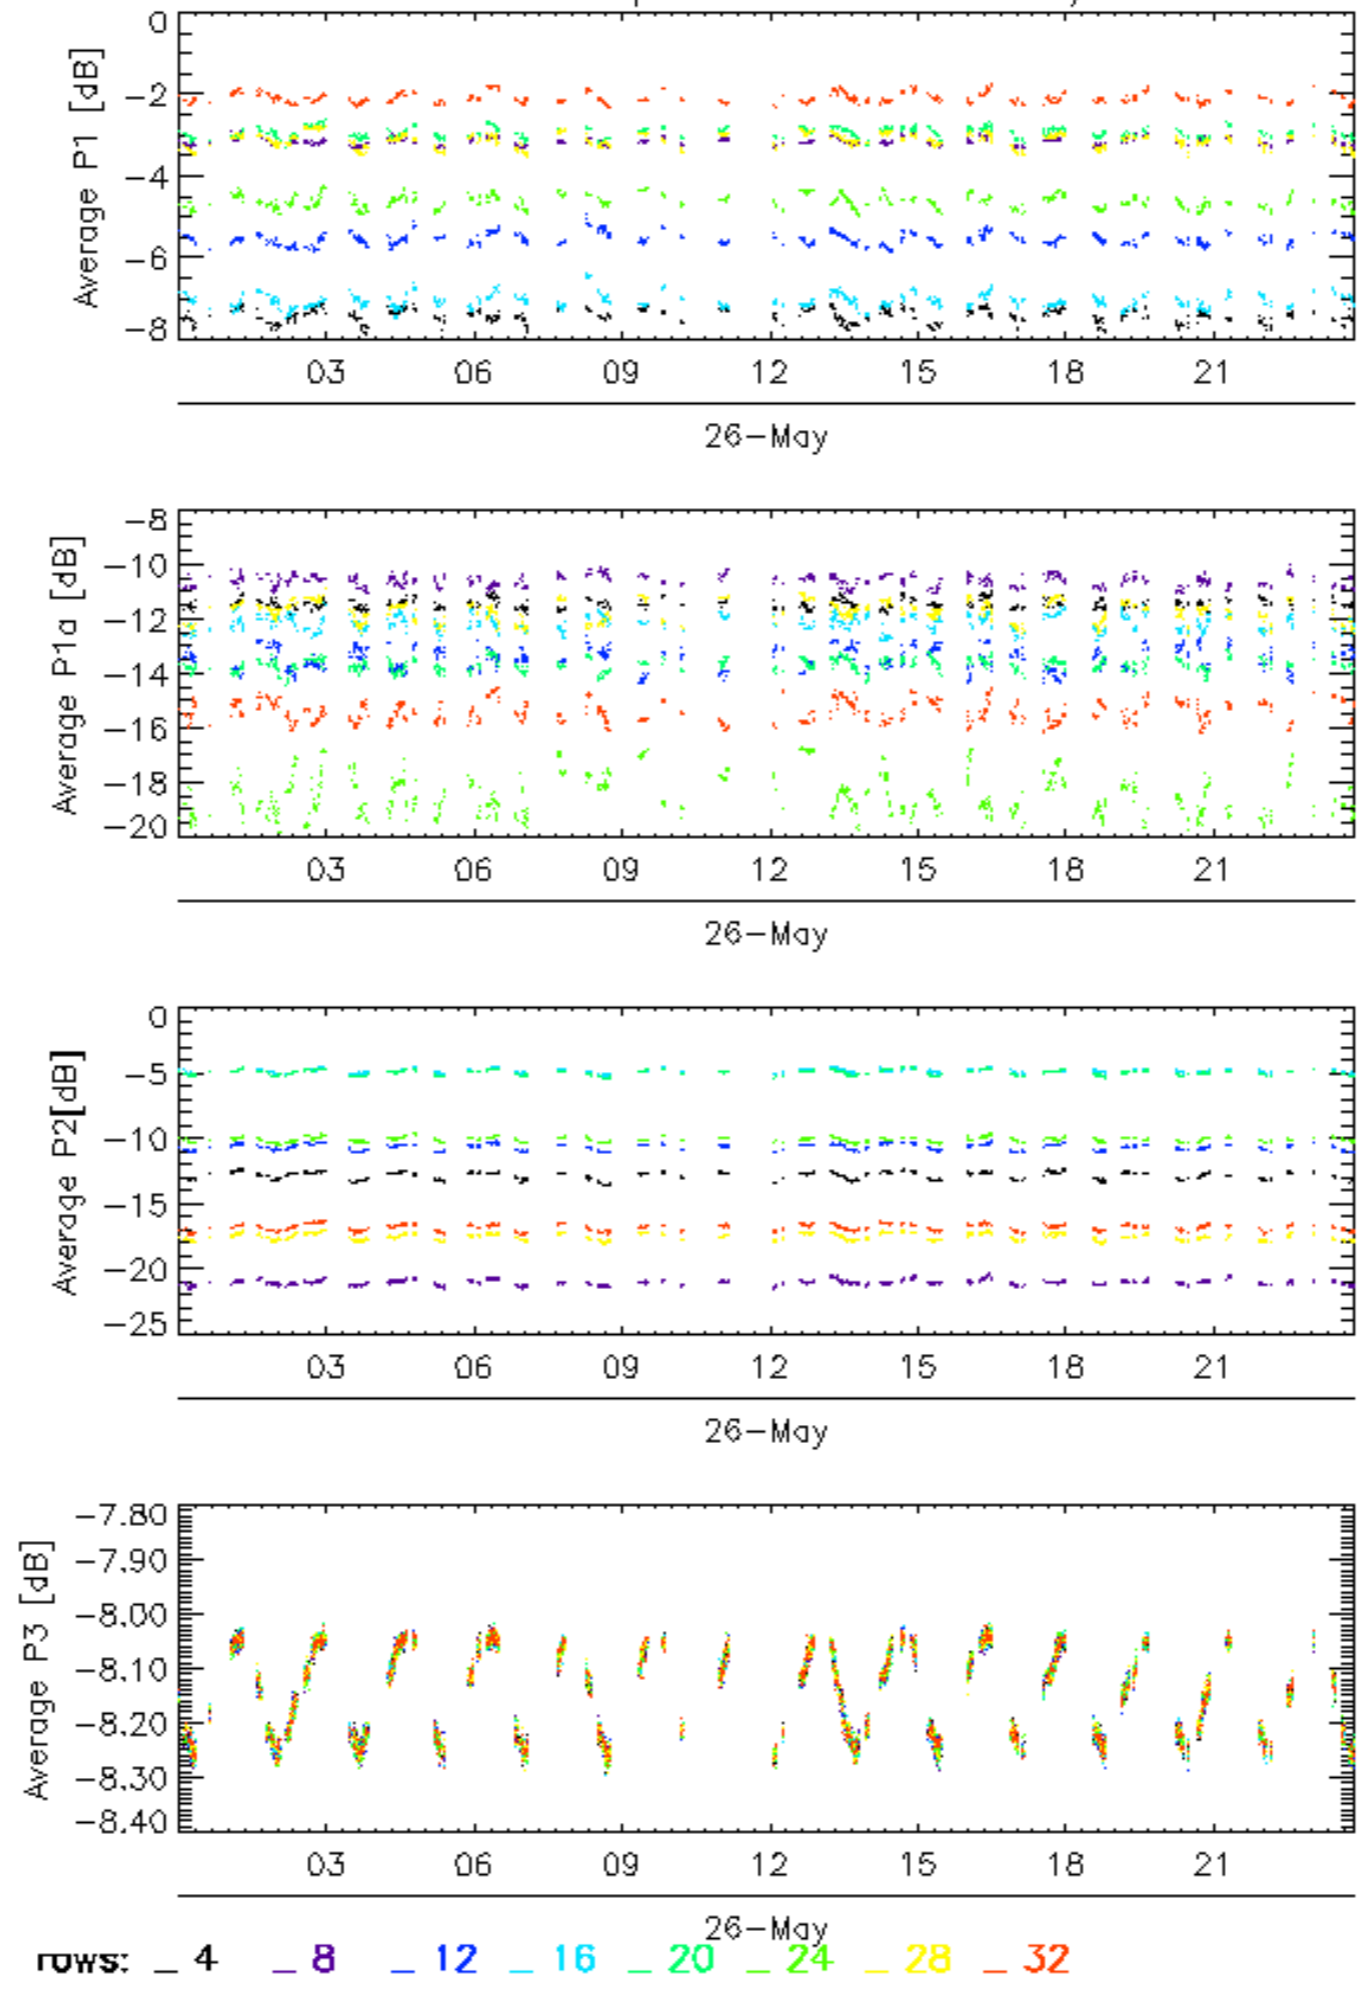 Average P1 [dB]
0
−2
−4
−6
−8
03 06 09 12 15 18 21
26−May
Average P1a [dB]
−8
−10
−12
−14
−16
−18
−20
03 06 09 12 15 18 21
26−May
Average P2[dB]
0
−5
−10
−15
−20
−25
03 06 09 12 15 18 21
26−May
Average P3 [dB]
−7.80
−7.90
−8.00
−8.10
−8.20
−8.30
−8.40
03 06 09 12 15 18 21
26−May
rows: _ 4 _ 8 _ 12 _ 16 _ 20 _ 24 _ 28 _ 32